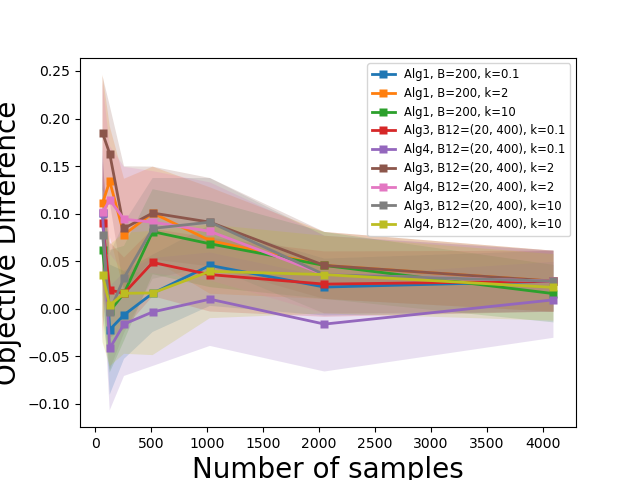 0.25
0.20
0.15
0.10
0.05
0.00
−0.05
−0.10
Objective Difference
0 500 1000 1500 2000 2500 3000 3500 4000
Number of samples
Alg1, B=200, k=0.1
Alg1, B=200, k=2
Alg1, B=200, k=10
Alg3, B12=(20, 400), k=0.1
Alg4, B12=(20, 400), k=0.1
Alg3, B12=(20, 400), k=2
Alg4, B12=(20, 400), k=2
Alg3, B12=(20, 400), k=10
Alg4, B12=(20, 400), k=10